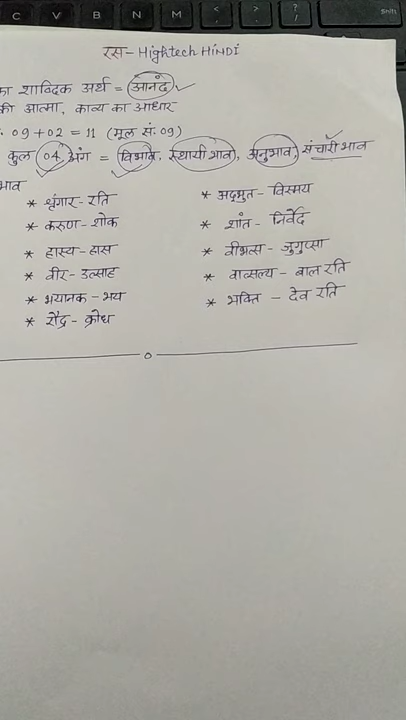 C V B N M < , > . ? / Shift
रस - Hightech HINDI
का शाब्दिक अर्थ = आनंद
की आत्मा, काव्य का आधार
: 09 + 02 = 11 (मूल सं: 09)
कुल 04 अंग = विभाव, स्थायी भाव, अनुभाव, संचारी भाव
भाव
* श्रृंगार - रति
* करुण - शोक
* हास्य - हास
* वीर - उत्साह
* भयानक - भय
* रौद्र - क्रोध
* अद्भुत - विस्मय
* शांत - निर्वेद
* वीभत्स - जुगुप्सा
* वात्सल्य - बाल रति
* भक्ति - देव रति